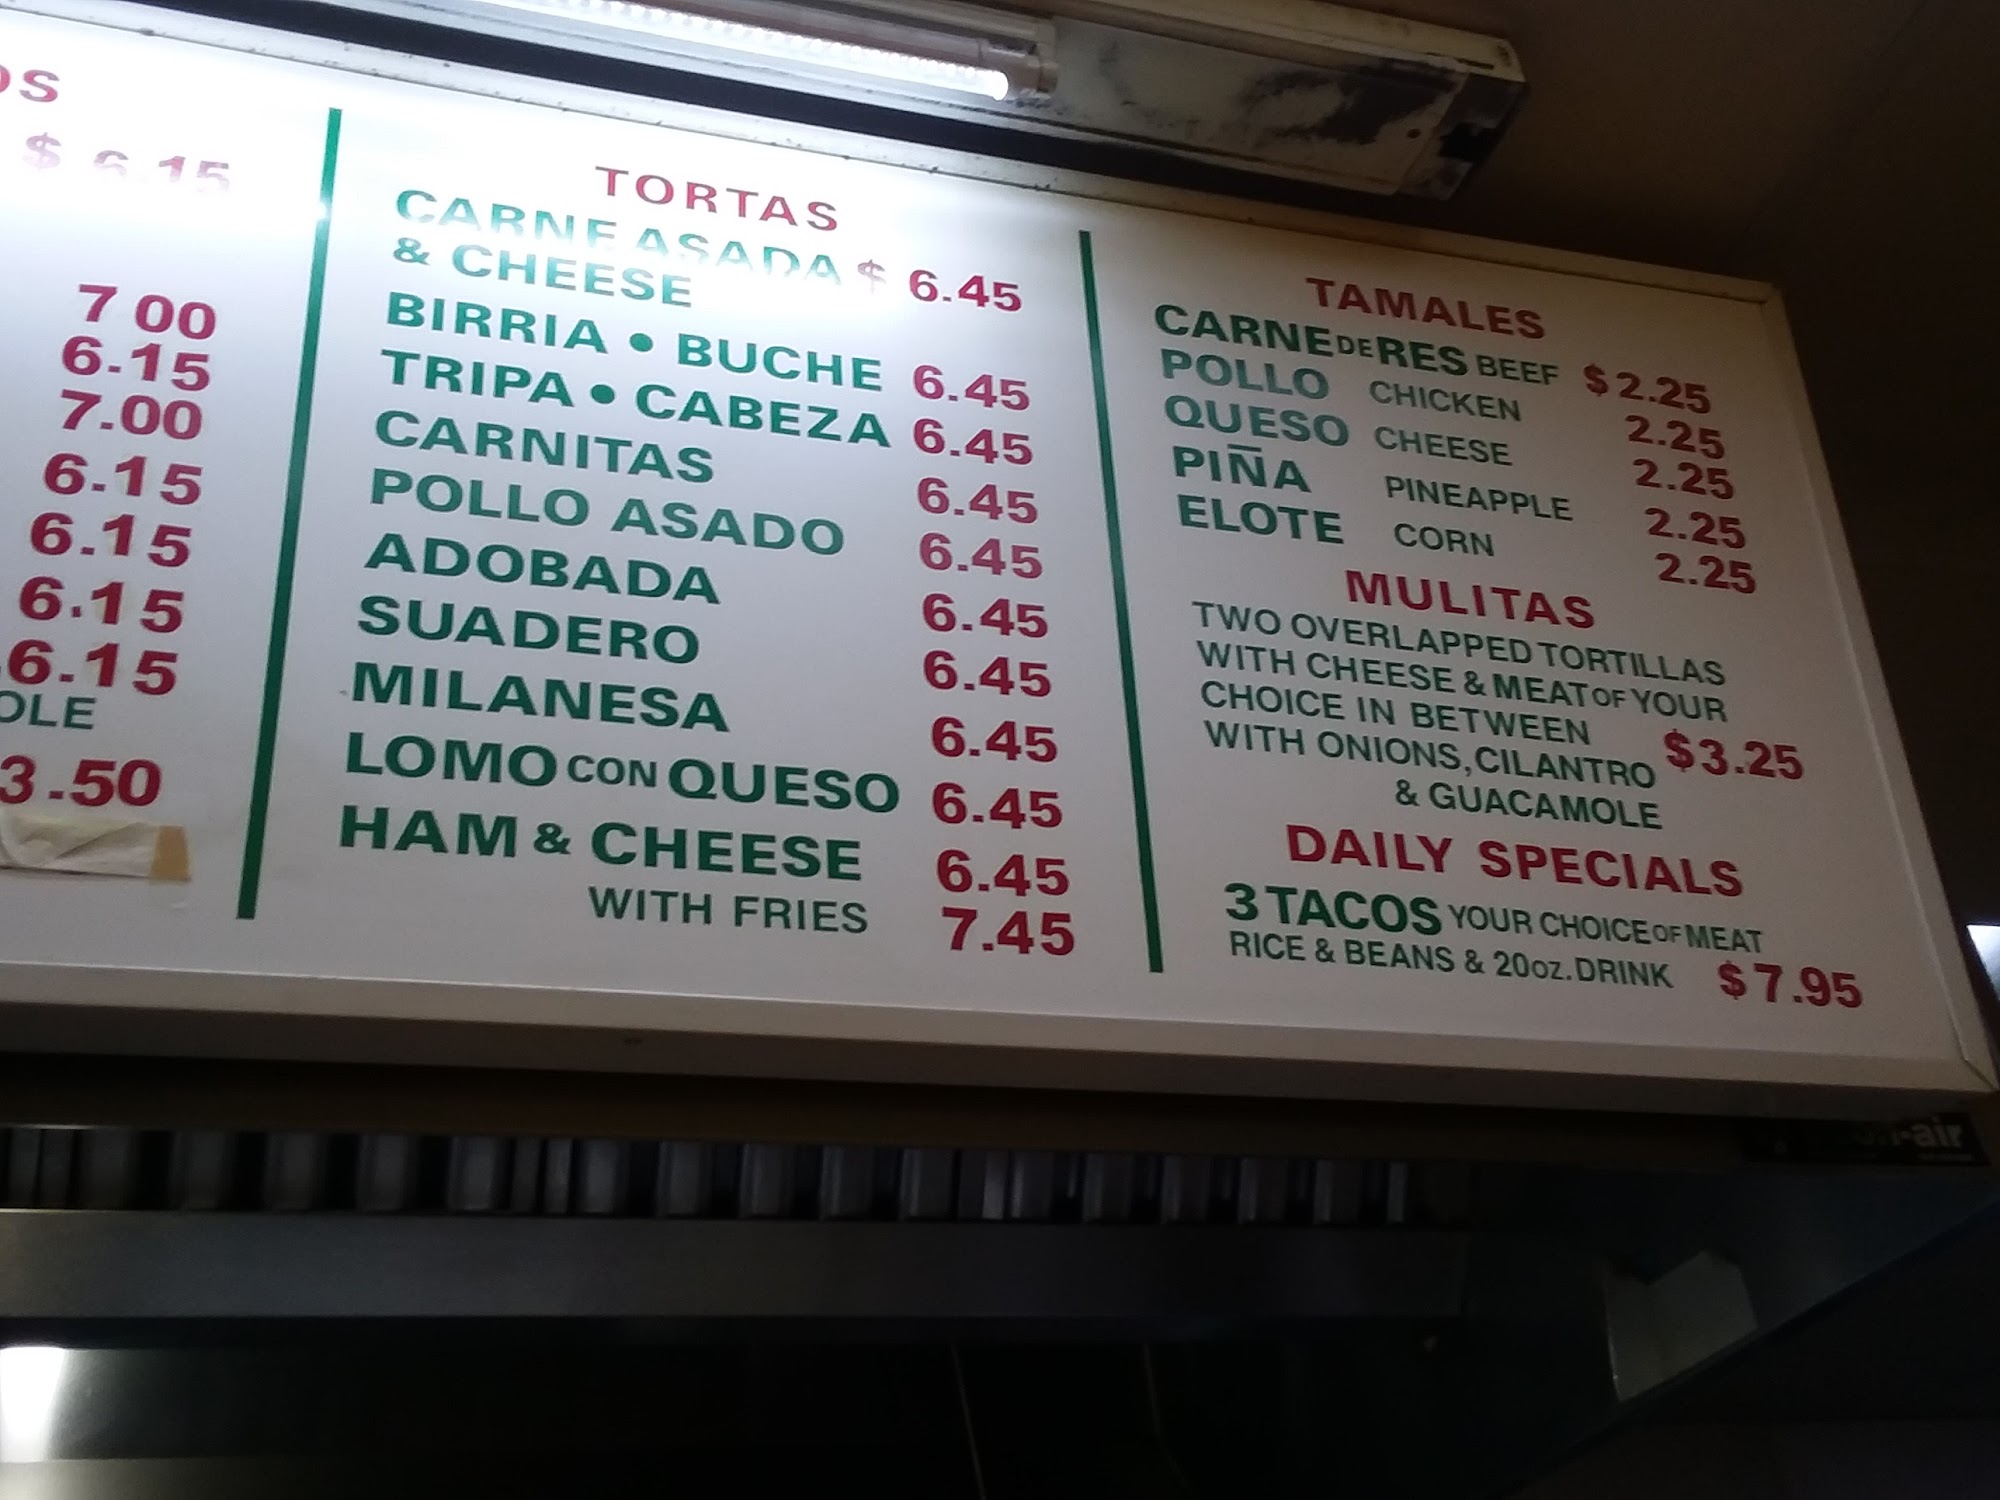 OS
$ 6.15
7 00
6.15
7.00
6.15
6.15
6.15
6.15
OLE
3.50
TORTAS
CARNE ASADA $ 6.45
& CHEESE
BIRRIA • BUCHE 6.45
TRIPA • CABEZA 6.45
CARNITAS 6.45
POLLO ASADO 6.45
ADOBADA 6.45
SUADERO 6.45
MILANESA 6.45
LOMO CON QUESO 6.45
HAM & CHEESE 6.45
WITH FRIES 7.45
TAMALES
CARNE DE RES BEEF $2.25
POLLO CHICKEN 2.25
QUESO CHEESE 2.25
PIÑA PINEAPPLE 2.25
ELOTE CORN 2.25
MULITAS
TWO OVERLAPPED TORTILLAS
WITH CHEESE & MEAT OF YOUR
CHOICE IN BETWEEN
WITH ONIONS, CILANTRO $3.25
& GUACAMOLE
DAILY SPECIALS
3 TACOS YOUR CHOICE OF MEAT
RICE & BEANS & 20oz. DRINK $7.95